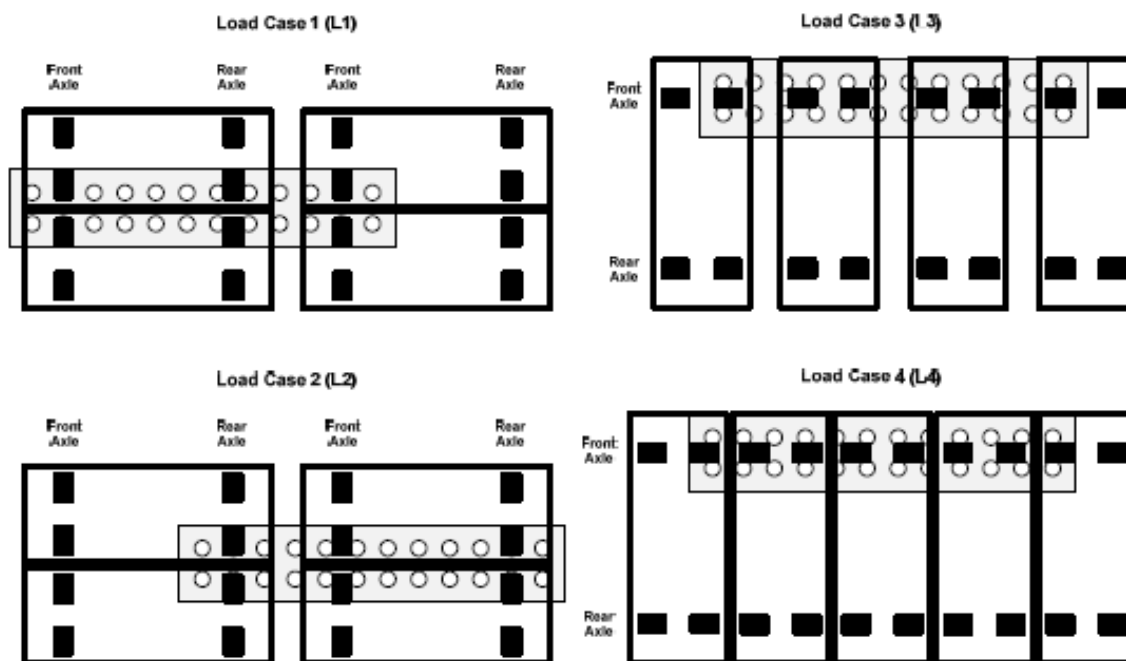 Load Case 1 (L1)
Front Axle
Rear Axle
Front Axle
Rear Axle
Load Case 3 (L3)
Front Axle
Rear Axle
Load Case 2 (L2)
Front Axle
Rear Axle
Front Axle
Rear Axle
Load Case 4 (L4)
Front Axle
Rear Axle